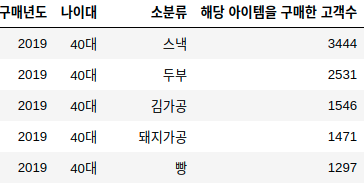 구매년도 나이대 소분류 해당 아이템을 구매한 고객수
2019 40대 스낵 3444
2019 40대 두부 2531
2019 40대 김가공 1546
2019 40대 돼지가공 1471
2019 40대 빵 1297